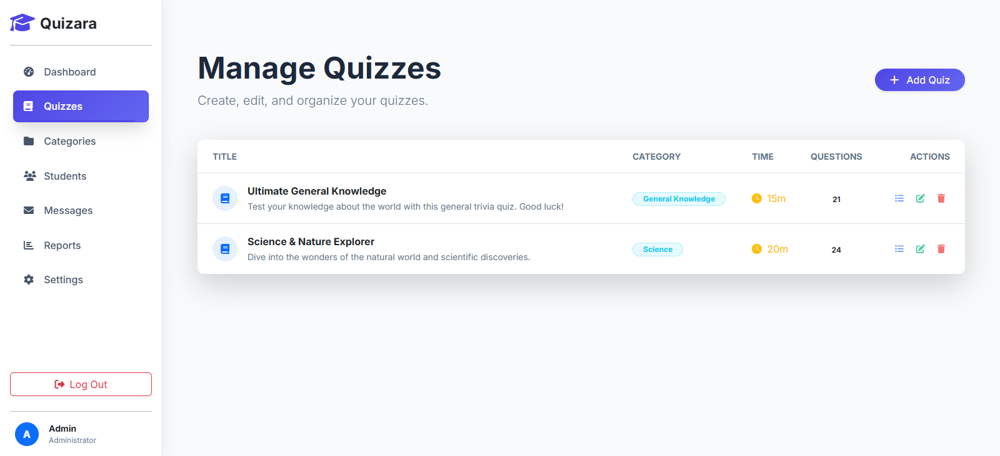 Quizara
Dashboard
Quizzes
Categories
Students
Messages
Reports
Settings
Log Out
A
Admin
Administrator
Manage Quizzes
Create, edit, and organize your quizzes.
Add Quiz
TITLE CATEGORY TIME QUESTIONS ACTIONS
Ultimate General Knowledge
Test your knowledge about the world with this general trivia quiz. Good luck!
General Knowledge 15m 21
Science & Nature Explorer
Dive into the wonders of the natural world and scientific discoveries.
Science 20m 24